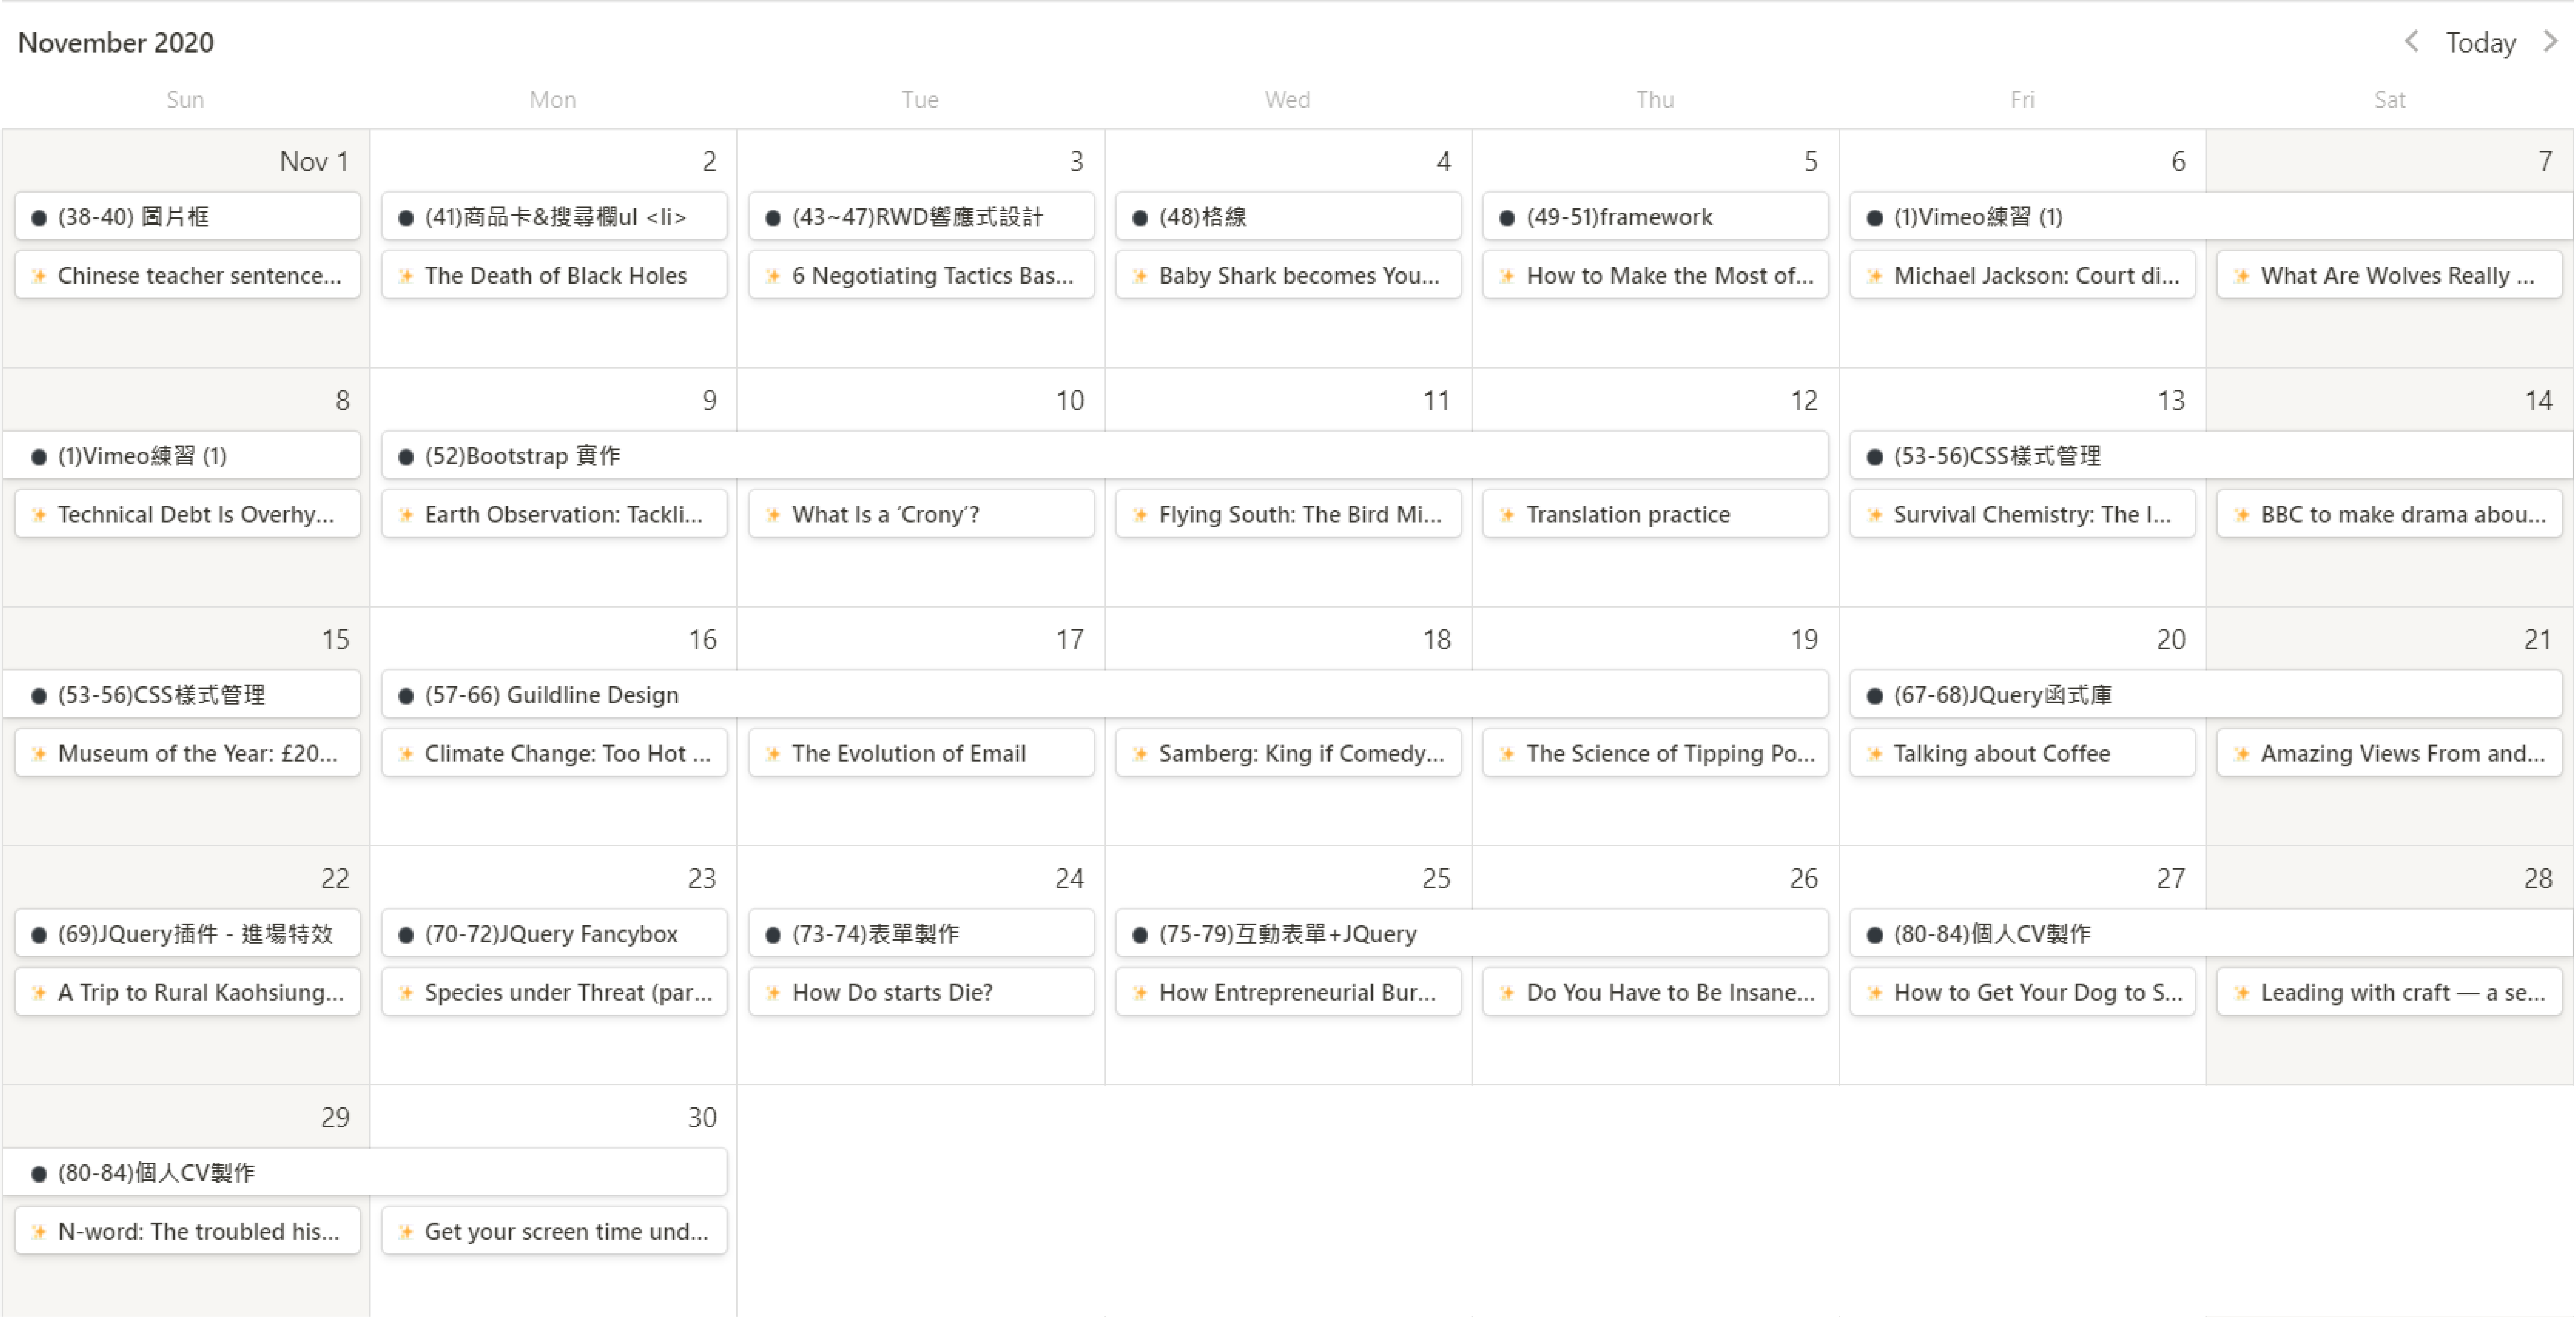 November 2020
Today
Sun Mon Tue Wed Thu Fri Sat
Nov 1 2 3 4 5 6 7
(38-40) 圖片框
(41)商品卡&搜尋欄ul <li>
(43~47)RWD響應式設計
(48)格線
(49-51)framework
(1)Vimeo練習 (1)
Chinese teacher sentence...
The Death of Black Holes
6 Negotiating Tactics Bas...
Baby Shark becomes You...
How to Make the Most of...
Michael Jackson: Court di...
What Are Wolves Really ...
8 9 10 11 12 13 14
(1)Vimeo練習 (1)
(52)Bootstrap 實作
(53-56)CSS樣式管理
Technical Debt Is Overhy...
Earth Observation: Tackli...
What Is a ‘Crony’?
Flying South: The Bird Mi...
Translation practice
Survival Chemistry: The I...
BBC to make drama abou...
15 16 17 18 19 20 21
(53-56)CSS樣式管理
(57-66) Guildline Design
(67-68)JQuery函式庫
Museum of the Year: £20...
Climate Change: Too Hot ...
The Evolution of Email
Samberg: King if Comedy...
The Science of Tipping Po...
Talking about Coffee
Amazing Views From and...
22 23 24 25 26 27 28
(69)JQuery插件 - 進場特效
(70-72)JQuery Fancybox
(73-74)表單製作
(75-79)互動表單+JQuery
(80-84)個人CV製作
A Trip to Rural Kaohsiung...
Species under Threat (par...
How Do starts Die?
How Entrepreneurial Bur...
Do You Have to Be Insane...
How to Get Your Dog to S...
Leading with craft — a se...
29 30
(80-84)個人CV製作
N-word: The troubled his...
Get your screen time und...